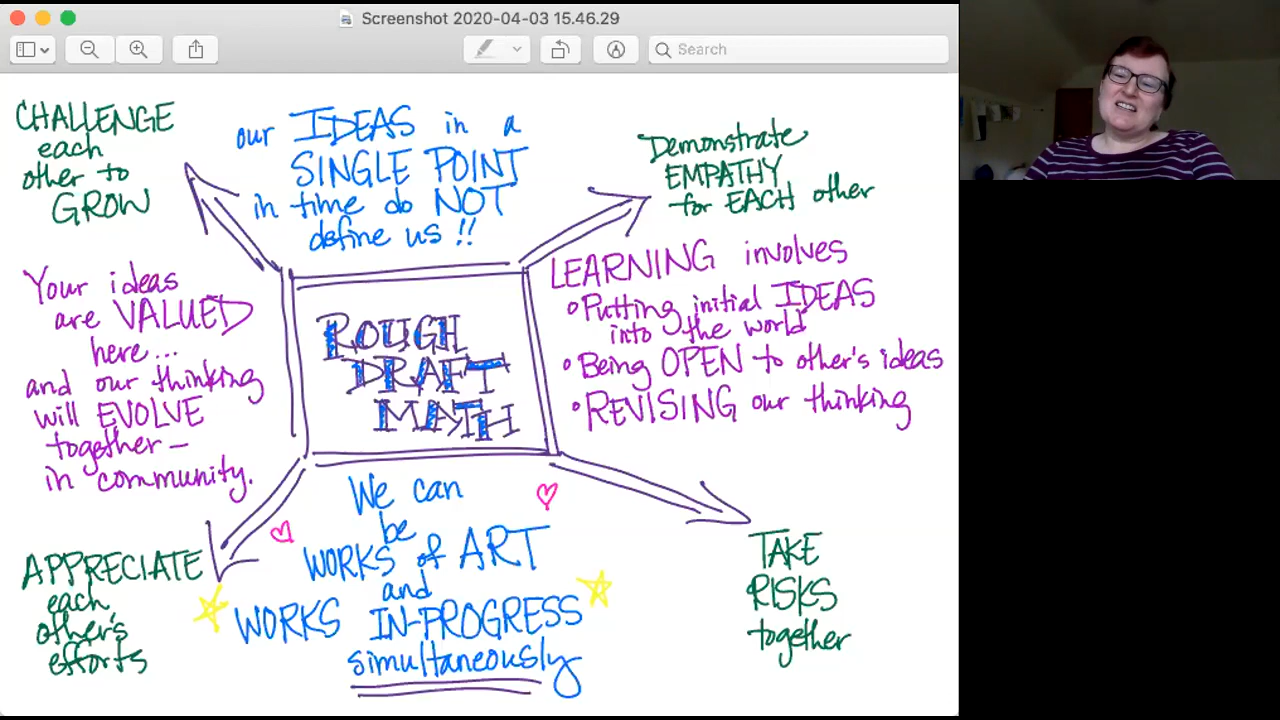 Screenshot 2020-04-03 15.46.29
Search
CHALLENGE
each
other to
GROW
our IDEAS in a
SINGLE POINT
in time do NOT
define us !!
Demonstrate
EMPATHY
for EACH other
Your ideas
are VALUED
here...
and our thinking
will EVOLVE
together –
in community.
ROUGH
DRAFT
MATH
LEARNING involves
• Putting initial IDEAS
into the world
• Being OPEN to other's ideas
• REVISING our thinking
APPRECIATE
each
other's
efforts
We can
be
WORKS of ART
and
WORKS IN-PROGRESS
simultaneously
TAKE
RISKS
together